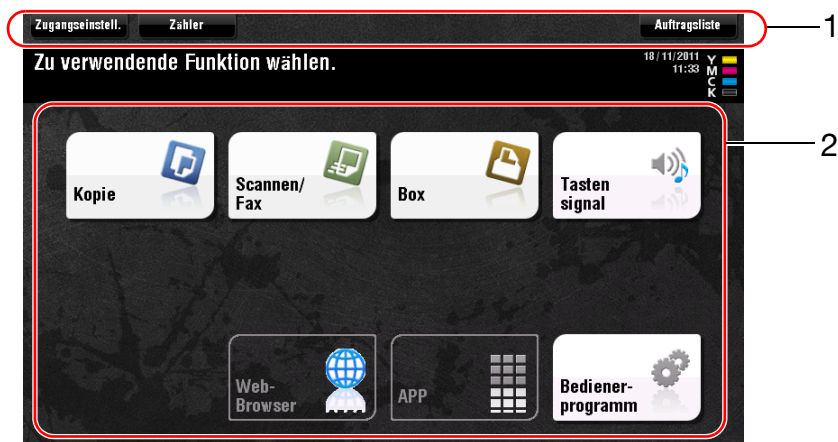 Zugangseinstell. Zähler Auftragsliste 1
Zu verwendende Funktion wählen.
18/11/2011
11:33
Y
M
C
K
2
Kopie
Scannen/
Fax
Box
Tasten
signal
Web-
Browser
APP
Bediener-
programm